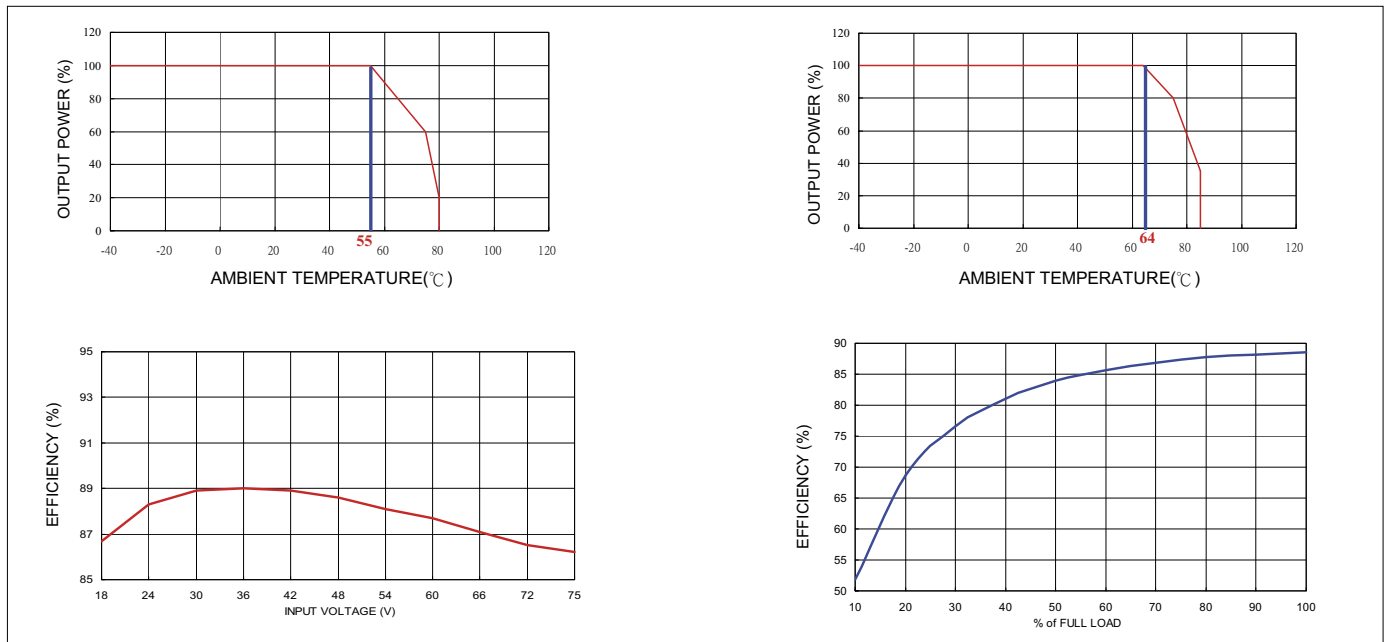 120
100
80
60
40
20
0
OUTPUT POWER (%)
-40 -20 0 20 40 60 80 100 120
55
AMBIENT TEMPERATURE(℃)
120
100
80
60
40
20
0
OUTPUT POWER (%)
-40 -20 0 20 40 60 80 100 120
64
AMBIENT TEMPERATURE(℃)
95
93
91
89
87
85
EFFICIENCY (%)
18 24 30 36 42 48 54 60 66 72 75
INPUT VOLTAGE (V)
90
85
80
75
70
65
60
55
50
EFFICIENCY (%)
10 20 30 40 50 60 70 80 90 100
% of FULL LOAD